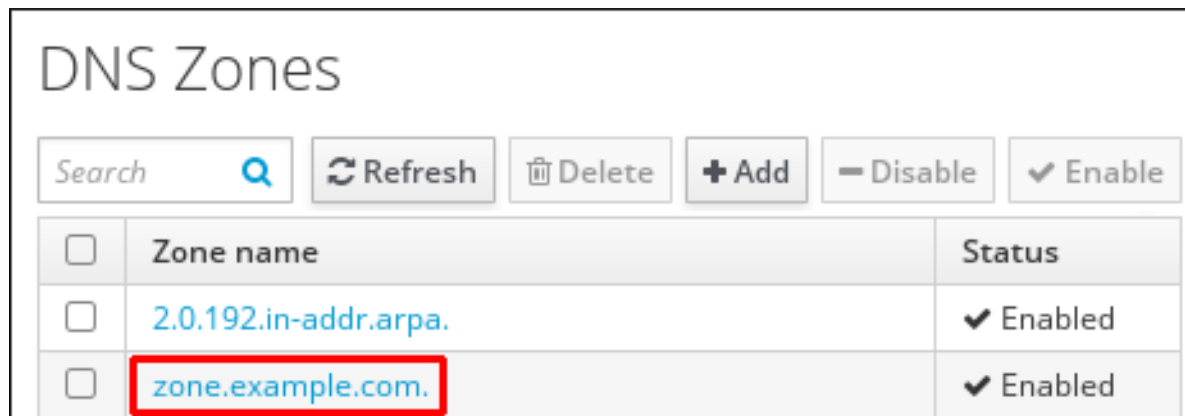 DNS Zones
Search Refresh Delete Add Disable Enable
Zone name Status
2.0.192.in-addr.arpa. Enabled
zone.example.com. Enabled